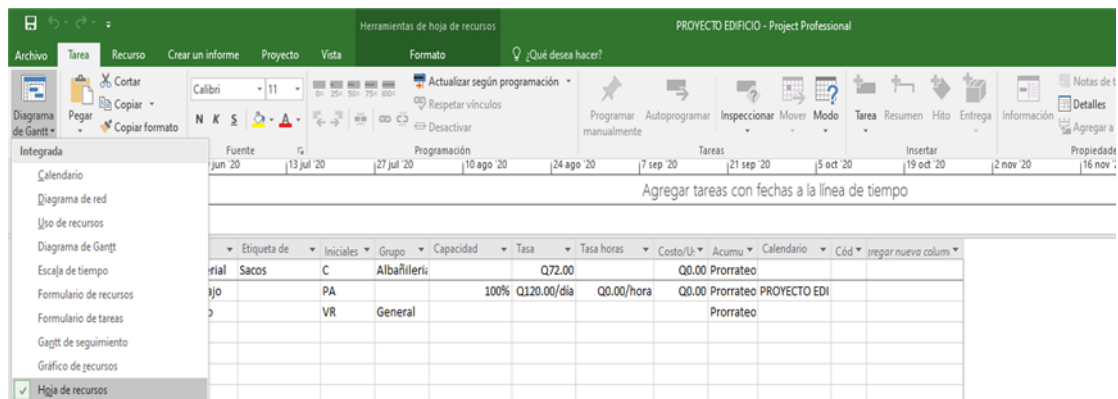 Herramientas de hoja de recursos PROYECTO EDIFICIO - Project Professional
Archivo Tarea Recurso Crear un informe Proyecto Vista Formato ¿Qué desea hacer?
Cortar
Copiar
Copiar formato
Pegar
Diagrama de Gantt
Calibri 11
N K S
0× 25× 50× 75× 100×
Actualizar según programación
Respetar vínculos
Desactivar
Programar manualmente
Autoprogramar
Inspeccionar Mover Modo
Tarea Resumen Hito Entrega
Información
Notas de t
Detalles
Agregar a
Fuente Programación Tareas Insertar Propiedade
jun '20 13 jul '20 27 jul '20 10 ago '20 24 ago '20 7 sep '20 21 sep '20 5 oct '20 19 oct '20 2 nov '20 16 nov '2
Agregar tareas con fechas a la línea de tiempo
Integrada
Calendario
Diagrama de red
Uso de recursos
Diagrama de Gantt
Escala de tiempo
Formulario de recursos
Formulario de tareas
Gantt de seguimiento
Gráfico de recursos
Hoja de recursos
Etiqueta de Iniciales Grupo Capacidad Tasa Tasa horas Costo/U: Acumu Calendario Cód regar nueva colum
rial Sacos C Albañilería Q72.00 Q0.00 Prorrateo
ajo PA 100% Q120.00/día Q0.00/hora Q0.00 Prorrateo PROYECTO EDI
VR General Prorrateo